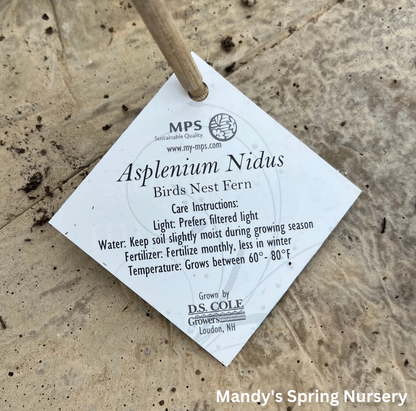 MPS
Sustainable Quality
www.my-mps.com
Asplenium Nidus
Birds Nest Fern
Care Instructions:
Light: Prefers filtered light
Water: Keep soil slightly moist during growing season
Fertilizer: Fertilize monthly, less in winter
Temperature: Grows between 60°- 80°F
Grown by
D.S. COLE
Growers
Loudon, NH
Mandy's Spring Nursery